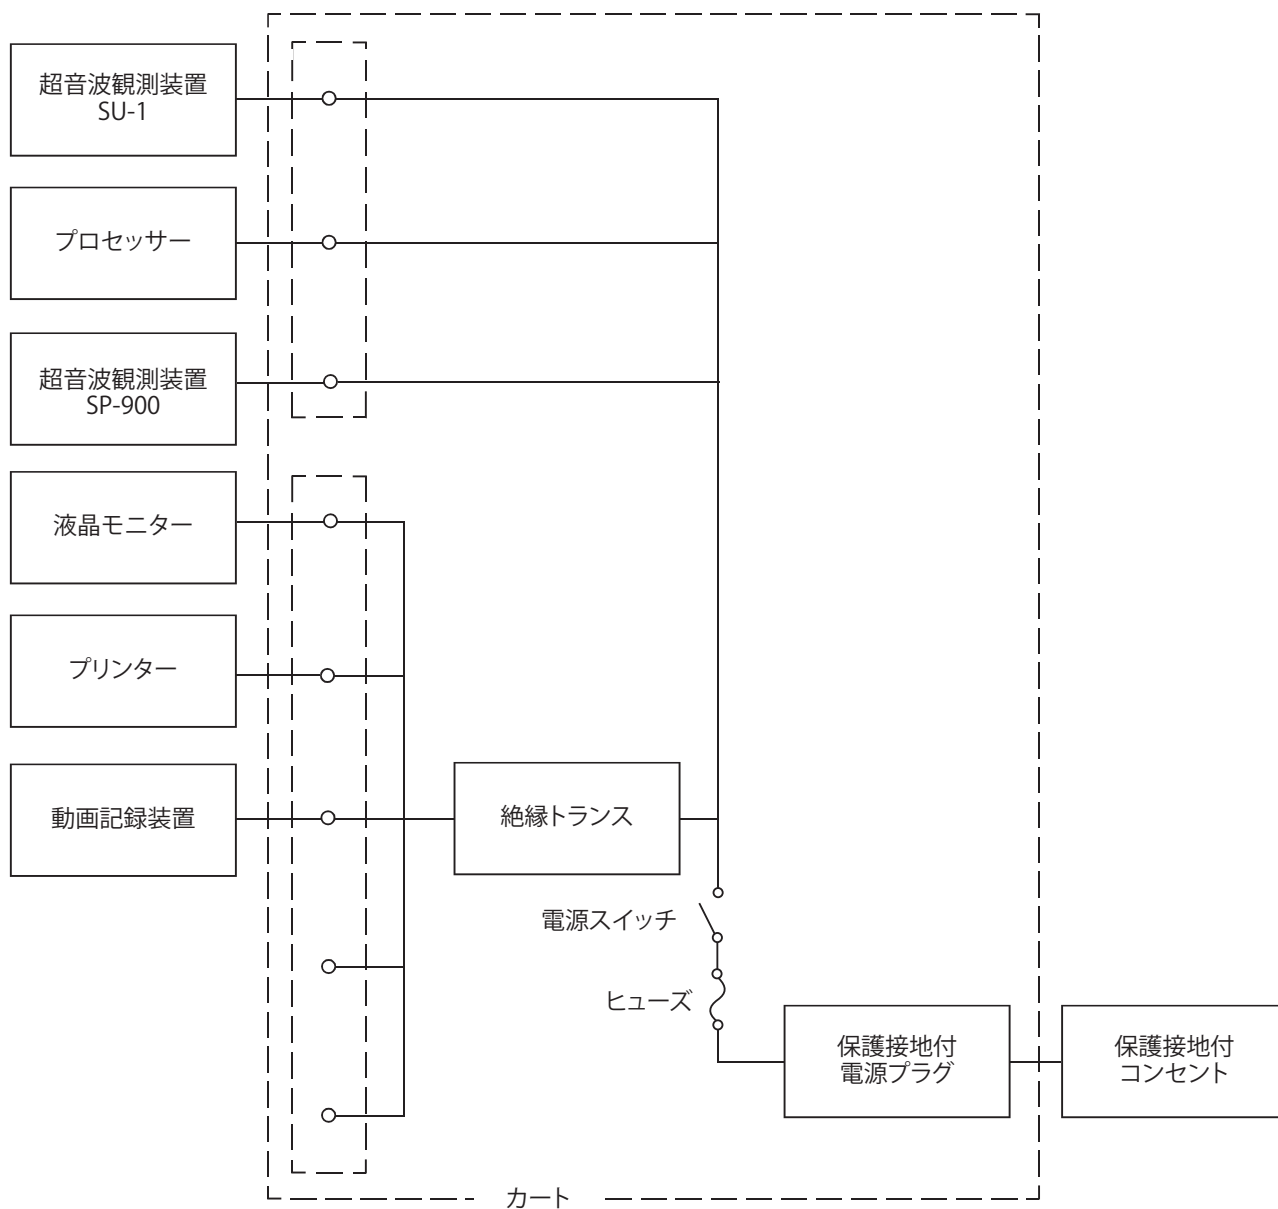 超音波観測装置
SU-1
プロセッサー
超音波観測装置
SP-900
液晶モニター
プリンター
動画記録装置
絶縁トランス
電源スイッチ
ヒューズ
保護接地付
電源プラグ
保護接地付
コンセント
カート